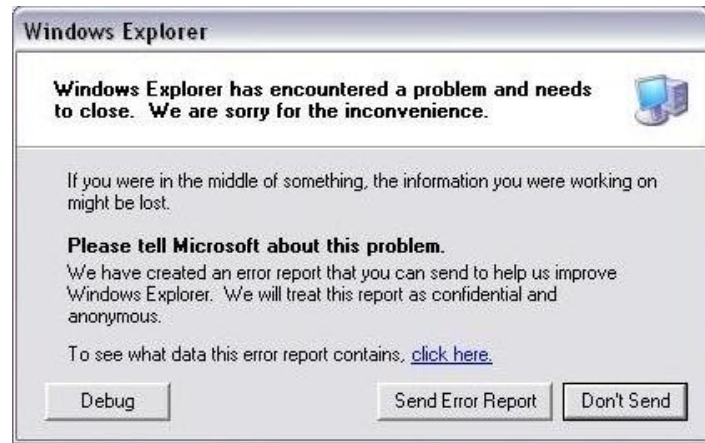 Windows Explorer
Windows Explorer has encountered a problem and needs
to close.  We are sorry for the inconvenience.
If you were in the middle of something, the information you were working on
might be lost.
Please tell Microsoft about this problem.
We have created an error report that you can send to help us improve
Windows Explorer.  We will treat this report as confidential and
anonymous.
To see what data this error report contains, click here.
Debug
Send Error Report
Don't Send